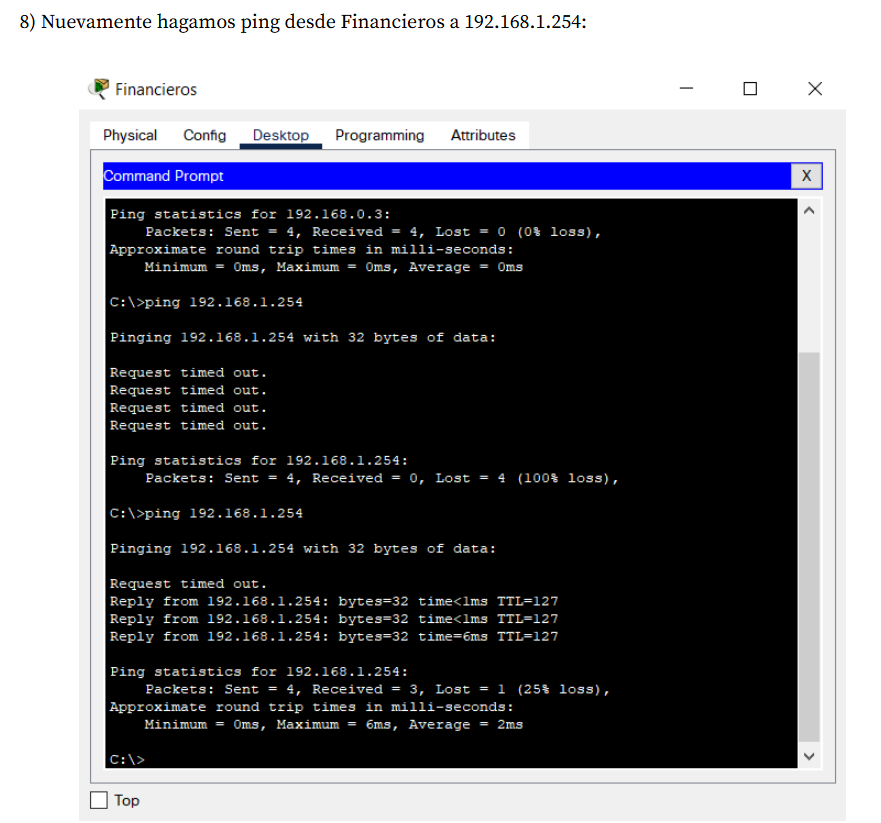 8) Nuevamente hagamos ping desde Financieros a 192.168.1.254:
Financieros
Physical Config Desktop Programming Attributes
Command Prompt
X
Ping statistics for 192.168.0.3:
Packets: Sent = 4, Received = 4, Lost = 0 (0% loss),
Approximate round trip times in milli-seconds:
Minimum = 0ms, Maximum = 0ms, Average = 0ms
C:\>ping 192.168.1.254
Pinging 192.168.1.254 with 32 bytes of data:
Request timed out.
Request timed out.
Request timed out.
Request timed out.
Ping statistics for 192.168.1.254:
Packets: Sent = 4, Received = 0, Lost = 4 (100% loss),
C:\>ping 192.168.1.254
Pinging 192.168.1.254 with 32 bytes of data:
Request timed out.
Reply from 192.168.1.254: bytes=32 time<1ms TTL=127
Reply from 192.168.1.254: bytes=32 time<1ms TTL=127
Reply from 192.168.1.254: bytes=32 time=6ms TTL=127
Ping statistics for 192.168.1.254:
Packets: Sent = 4, Received = 3, Lost = 1 (25% loss),
Approximate round trip times in milli-seconds:
Minimum = 0ms, Maximum = 6ms, Average = 2ms
C:\>
Top